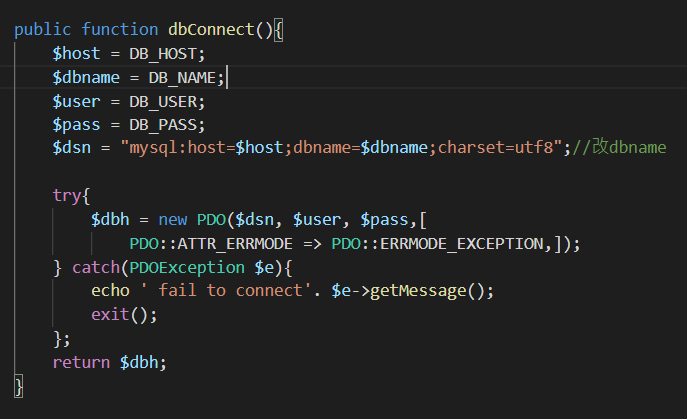 public function dbConnect(){
$host = DB_HOST;
$dbname = DB_NAME;
$user = DB_USER;
$pass = DB_PASS;
$dsn = "mysql:host=$host;dbname=$dbname;charset=utf8";//改dbname
try{
$dbh = new PDO($dsn, $user, $pass,[
PDO::ATTR_ERRMODE => PDO::ERRMODE_EXCEPTION,]);
} catch(PDOException $e){
echo ' fail to connect'. $e->getMessage();
exit();
};
return $dbh;
}